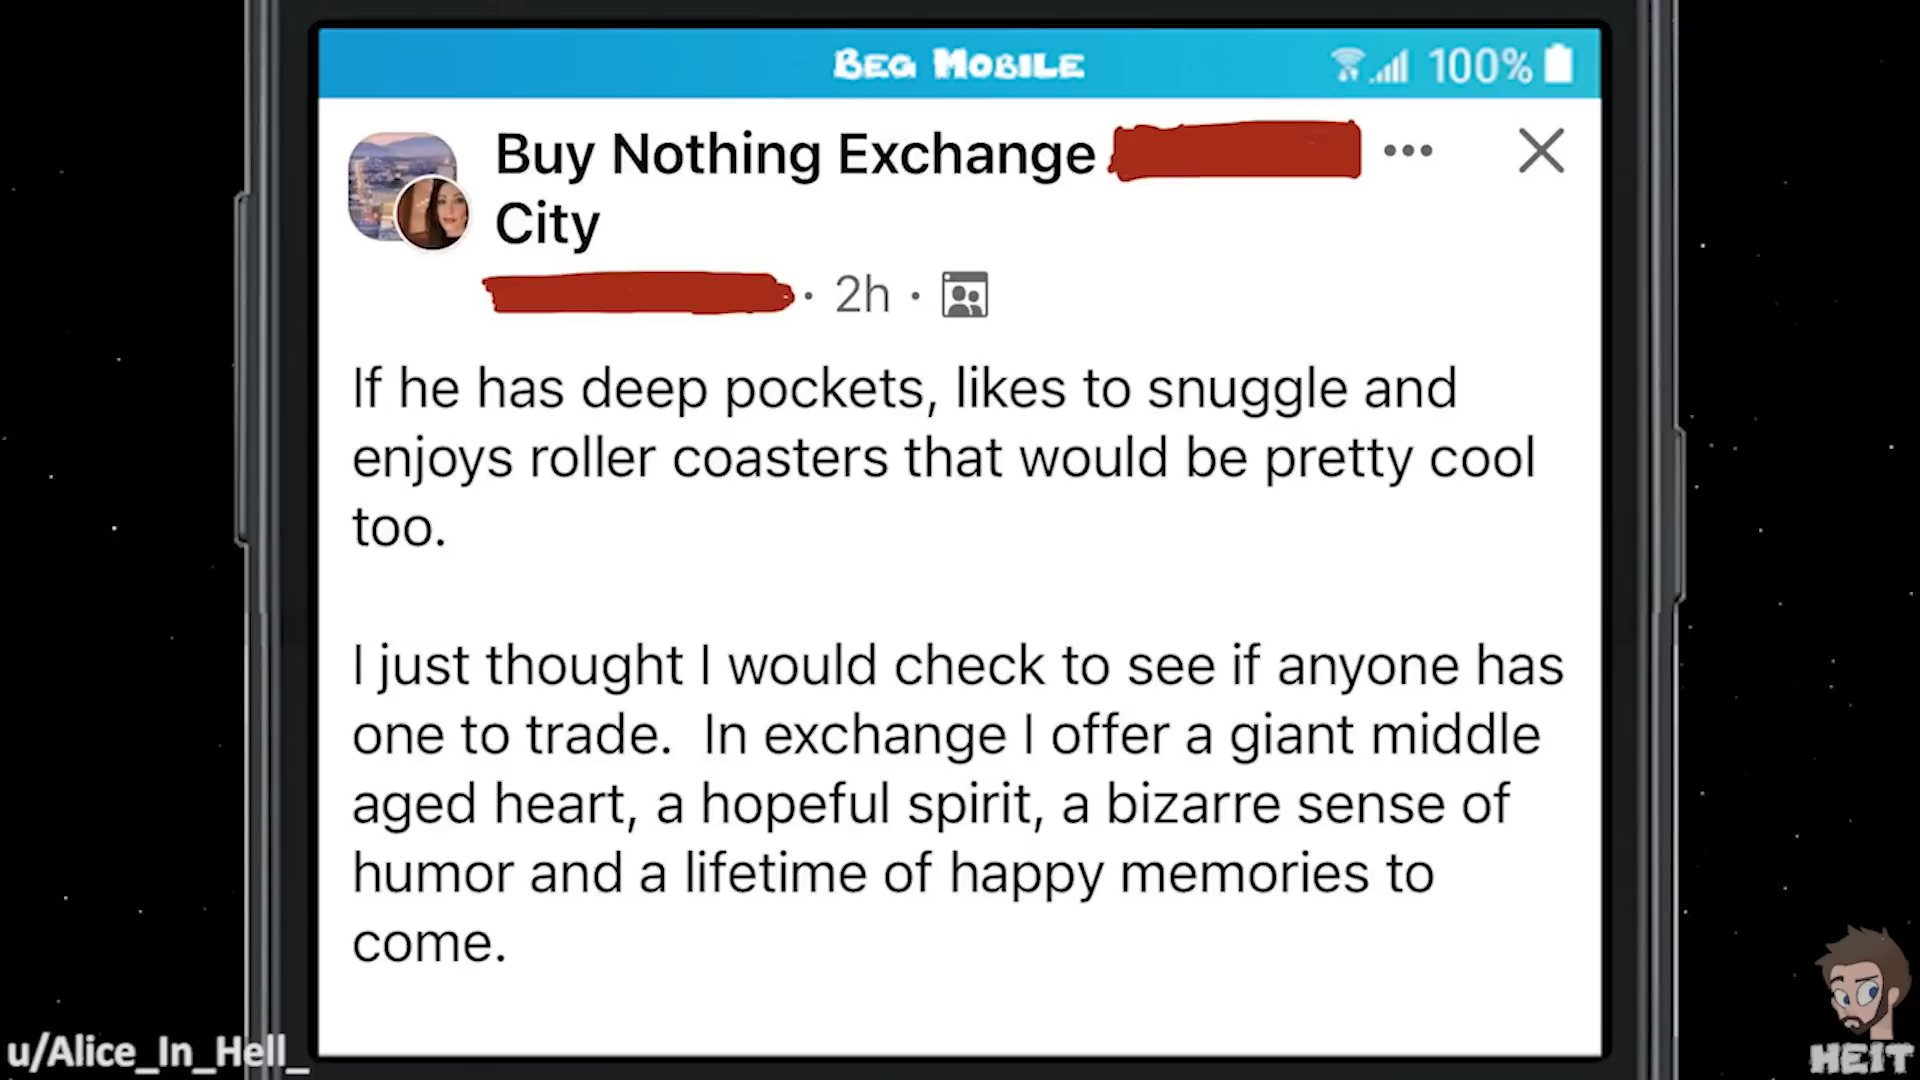 BEG MOBILE
100%
Buy Nothing Exchange
City
2h
If he has deep pockets, likes to snuggle and
enjoys roller coasters that would be pretty cool
too.
I just thought I would check to see if anyone has
one to trade.  In exchange I offer a giant middle
aged heart, a hopeful spirit, a bizarre sense of
humor and a lifetime of happy memories to
come.
u/Alice_In_Hell_
HEIT